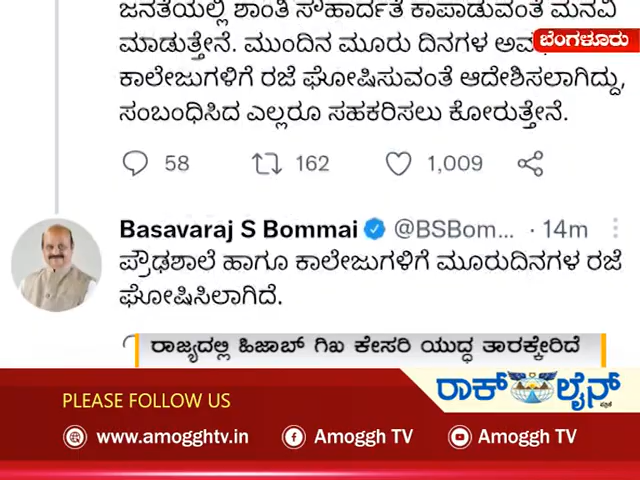 ಜನತೆಯಲ್ಲಿ ಶಾಂತಿ ಸೌಹಾರ್ದತೆ ಕಾಪಾಡುವಂತೆ ಮನವಿ
ಮಾಡುತ್ತೇನೆ. ಮುಂದಿನ ಮೂರು ದಿನಗಳ
ಬೆಂಗಳೂರು
ಕಾಲೇಜುಗಳಿಗೆ ರಜೆ ಘೋಷಿಸುವಂತೆ ಆದೇಶಿಸಲಾಗಿದ್ದು,
ಸಂಬಂಧಿಸಿದ ಎಲ್ಲರೂ ಸಹಕರಿಸಲು ಕೋರುತ್ತೇನೆ.
58 162 1,009
Basavaraj S Bommai @BSBom... · 14m
ಪ್ರೌಢಶಾಲೆ ಹಾಗೂ ಕಾಲೇಜುಗಳಿಗೆ ಮೂರುದಿನಗಳ ರಜೆ
ಘೋಷಿಸಿಲಾಗಿದೆ.
ರಾಜ್ಯದಲ್ಲಿ ಹಿಜಾಬ್ ಗಿಖ ಕೇಸರಿ ಯುದ್ಧ ತಾರಕ್ಕೇರಿದೆ
ರಾಕ್ ಲೈನ್
PLEASE FOLLOW US
www.amogghtv.in Amoggh TV Amoggh TV